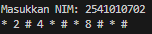 Masukkan NIM: 2541010702
* 2 # 4 * # * 8 # * #